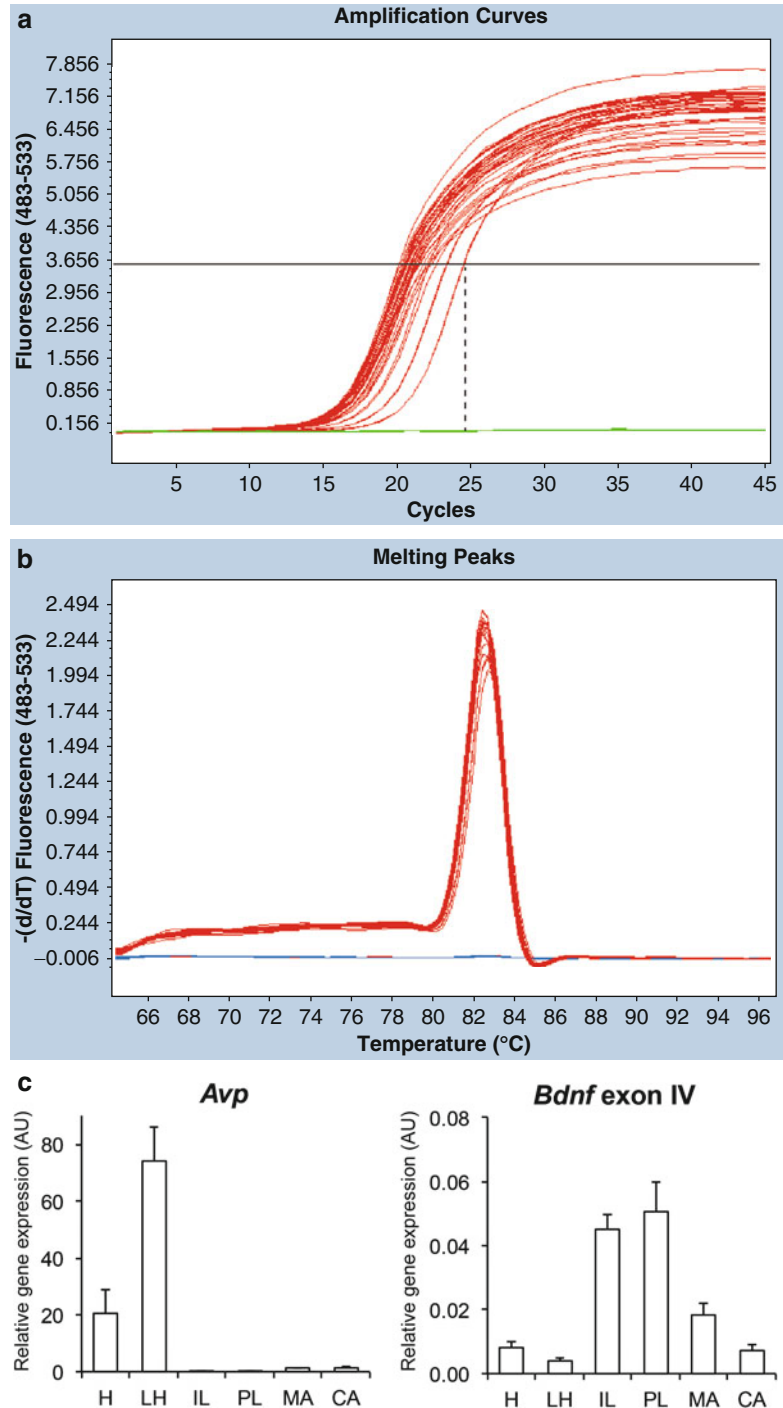 a
Amplification Curves
Fluorescence (483-533)
7.856
7.156
6.456
5.756
5.056
4.356
3.656
2.956
2.256
1.556
0.856
0.156
5 10 15 20 25 30 35 40 45
Cycles
b
Melting Peaks
-(d/dT) Fluorescence (483-533)
2.494
2.244
1.994
1.744
1.494
1.244
0.994
0.744
0.494
0.244
−0.006
66 68 70 72 74 76 78 80 82 84 86 88 90 92 94 96
Temperature (°C)
c
Avp
Relative gene expression (AU)
80
60
40
20
0
H LH IL PL MA CA
Bdnf exon IV
Relative gene expression (AU)
0.08
0.06
0.04
0.02
0.00
H LH IL PL MA CA